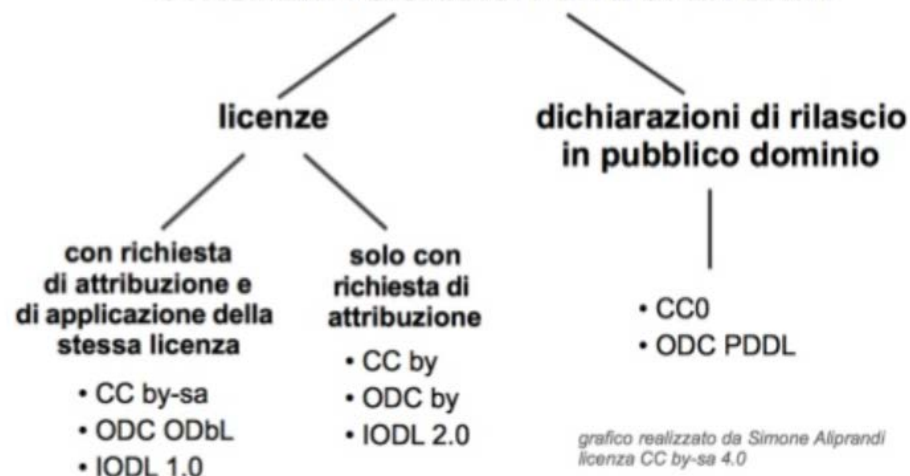 licenze
dichiarazioni di rilascio
in pubblico dominio
con richiesta
di attribuzione e
di applicazione della
stessa licenza
• CC by-sa
• ODC ODbL
• IODL 1.0
solo con
richiesta di
attribuzione
• CC by
• ODC by
• IODL 2.0
• CC0
• ODC PDDL
grafico realizzato da Simone Aliprandi
licenza CC by-sa 4.0